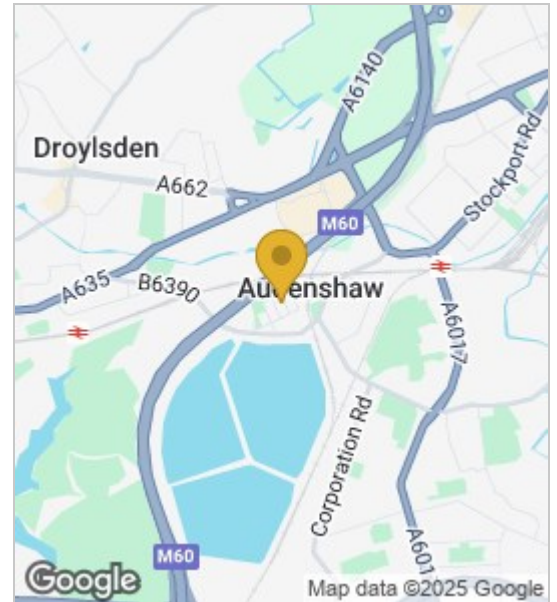 A6140
Droylsden
A662
Stockport Rd
M60
A635
B6390
Audenshaw
A6017
Corporation Rd
M60
A601
Google
Map data ©2025 Google